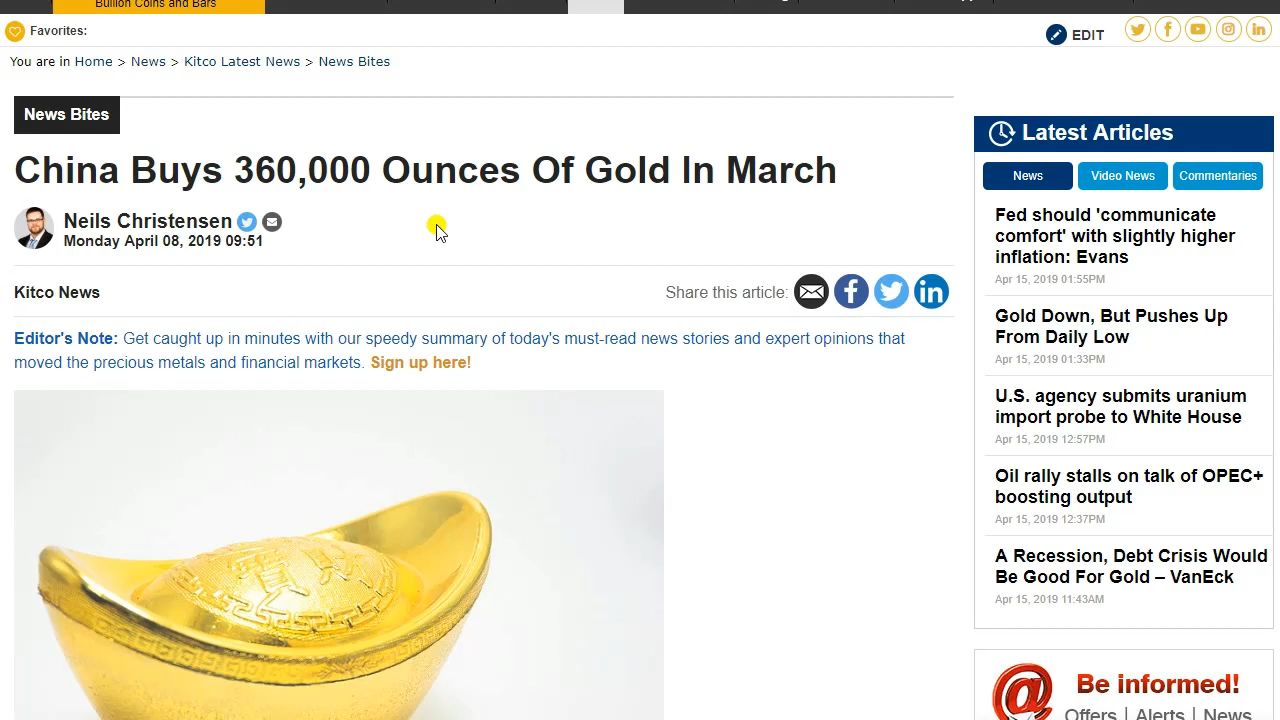 Bullion Coins and Bars
Favorites:
EDIT
You are in Home > News > Kitco Latest News > News Bites
News Bites
China Buys 360,000 Ounces Of Gold In March
Neils Christensen
Monday April 08, 2019 09:51
Kitco News
Share this article:
Editor's Note: Get caught up in minutes with our speedy summary of today's must-read news stories and expert opinions that
moved the precious metals and financial markets. Sign up here!
Latest Articles
News
Video News
Commentaries
Fed should 'communicate
comfort' with slightly higher
inflation: Evans
Apr 15, 2019 01:55PM
Gold Down, But Pushes Up
From Daily Low
Apr 15, 2019 01:33PM
U.S. agency submits uranium
import probe to White House
Apr 15, 2019 12:57PM
Oil rally stalls on talk of OPEC+
boosting output
Apr 15, 2019 12:37PM
A Recession, Debt Crisis Would
Be Good For Gold – VanEck
Apr 15, 2019 11:43AM
Be informed!
Offers | Alerts | News